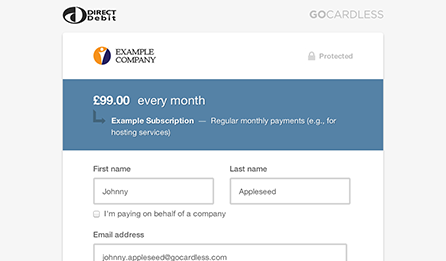 DIRECT
Debit
GOCARDLESS
EXAMPLE
COMPANY
Protected
£99.00 every month
Example Subscription — Regular monthly payments (e.g., for
hosting services)
First name
Last name
Johnny
Appleseed
I'm paying on behalf of a company
Email address
johnny.appleseed@gocardless.com